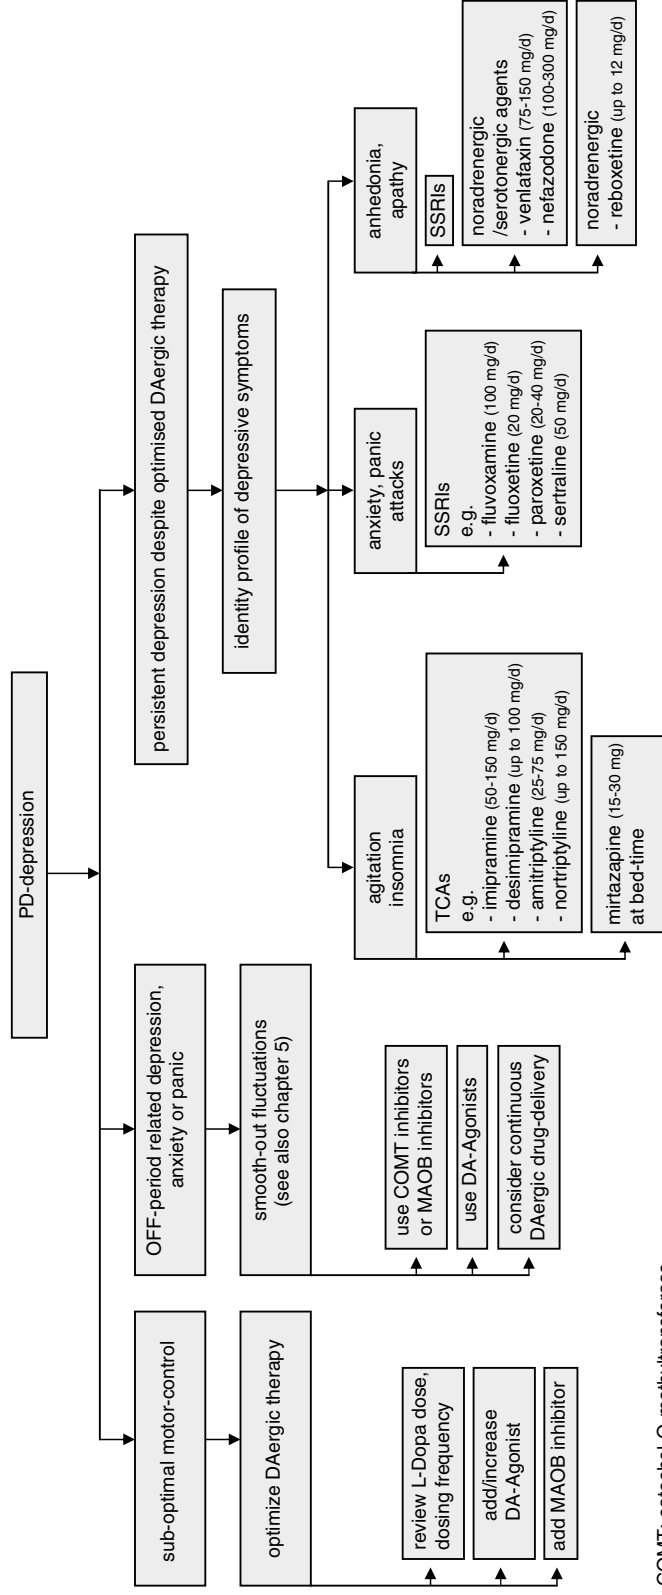 PD-depression
sub-optimal motor-control
optimize DAergic therapy
review L-Dopa dose,
dosing frequency
add/increase
DA-Agonist
add MAOB inhibitor
OFF-period related depression,
anxiety or panic
smooth-out fluctuations
(see also chapter 5)
use COMT inhibitors
or MAOB inhibitors
use DA-Agonists
consider continuous
DAergic drug-delivery
persistent depression despite optimised DAergic therapy
identity profile of depressive symptoms
agitation
insomnia
TCAs
e.g.
- imipramine (50-150 mg/d)
- desimipramine (up to 100 mg/d)
- amitriptyline (25-75 mg/d)
- nortriptyline (up to 150 mg/d)
mirtazapine (15-30 mg)
at bed-time
anxiety, panic
attacks
SSRIs
e.g.
- fluvoxamine (100 mg/d)
- fluoxetine (20 mg/d)
- paroxetine (20-40 mg/d)
- sertraline (50 mg/d)
anhedonia,
apathy
SSRIs
noradrenergic
/serotonergic agents
- venlafaxin (75-150 mg/d)
- nefazodone (100-300 mg/d)
noradrenergic
- reboxetine (up to 12 mg/d)